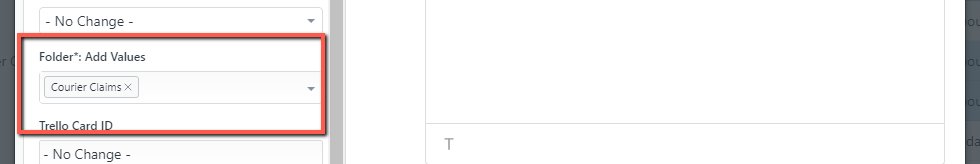 - No Change -
Folder*: Add Values
Courier Claims ×
Trello Card ID
- No Change -
T